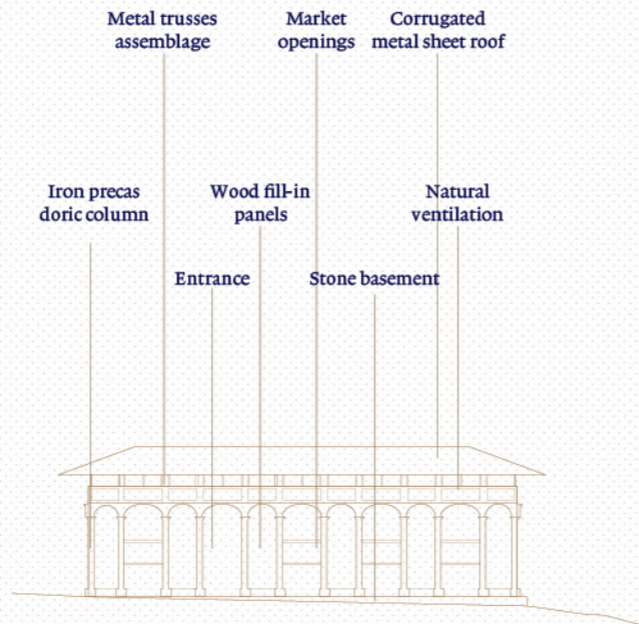 Metal trusses
assemblage
Market
openings
Corrugated
metal sheet roof
Iron precas
doric column
Wood fill-in
panels
Natural
ventilation
Entrance
Stone basement